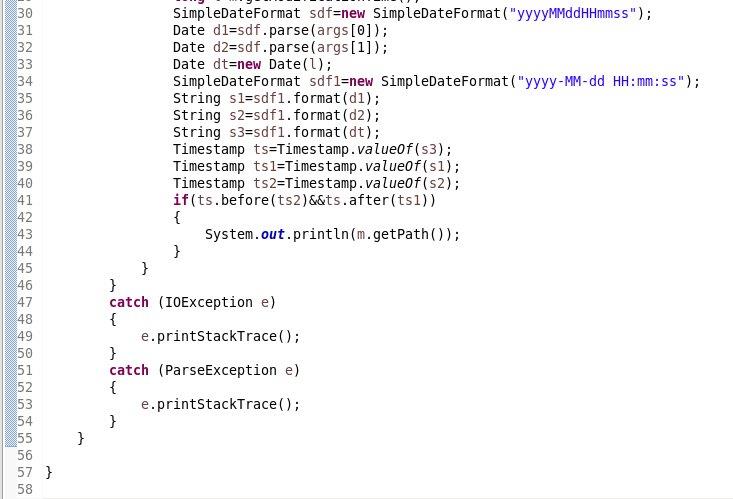 30 SimpleDateFormat sdf=new SimpleDateFormat("yyyyMMddHHmmss");
31 Date d1=sdf.parse(args[0]);
32 Date d2=sdf.parse(args[1]);
33 Date dt=new Date(l);
34 SimpleDateFormat sdf1=new SimpleDateFormat("yyyy-MM-dd HH:mm:ss");
35 String s1=sdf1.format(d1);
36 String s2=sdf1.format(d2);
37 String s3=sdf1.format(dt);
38 Timestamp ts=Timestamp.valueOf(s3);
39 Timestamp ts1=Timestamp.valueOf(s1);
40 Timestamp ts2=Timestamp.valueOf(s2);
41 if(ts.before(ts2)&&ts.after(ts1))
42 {
43 System.out.println(m.getPath());
44 }
45 }
46 }
47 catch (IOException e)
48 {
49 e.printStackTrace();
50 }
51 catch (ParseException e)
52 {
53 e.printStackTrace();
54 }
55 }
56
57 }
58